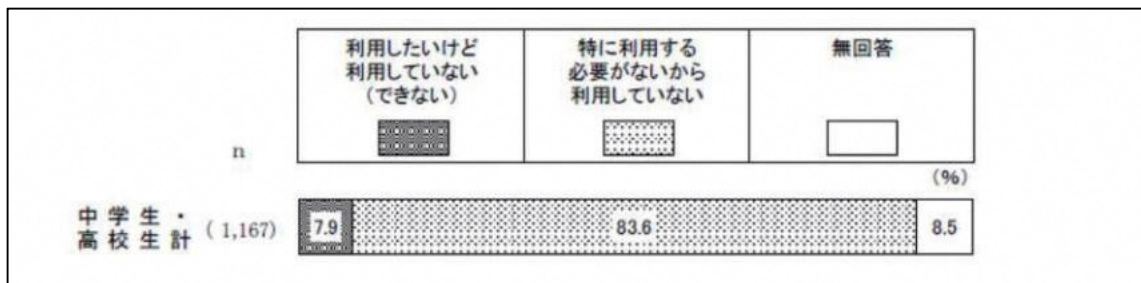 利用したいけど
利用していない
(できない)
特に利用する
必要がないから
利用していない
無回答
n
(%)
中学生・
高校生計
(1,167)
7.9
83.6
8.5